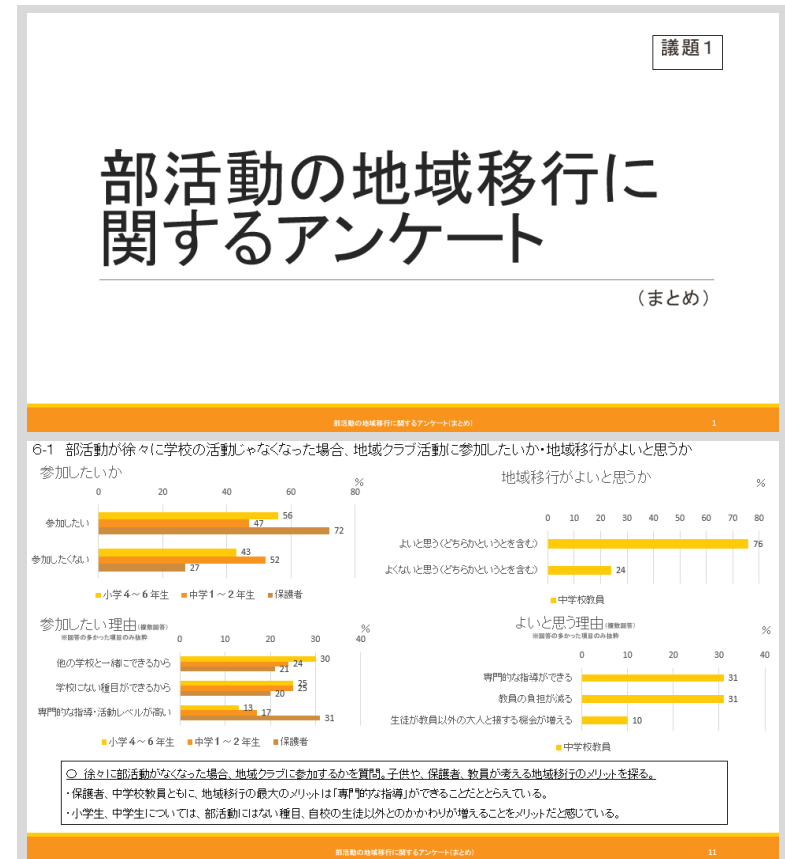 議題1
部活動の地域移行に
関するアンケート
（まとめ）
部活動の地域移行に関するアンケート（まとめ）
1
6-1 部活動が徐々に学校の活動じゃなくなった場合、地域クラブ活動に参加したいか・地域移行がよいと思うか
参加したいか
%
0 20 40 60 80
参加したい
56
47
72
参加したくない
43
52
27
小学4～6年生 中学1～2年生 保護者
地域移行がよいと思うか
%
0 10 20 30 40 50 60 70 80
よいと思う（どちらかというとを含む） 76
よくないと思う（どちらかというとを含む） 24
中学校教員
参加したい理由（複数回答）
※回答の多かった項目のみ抜粋
%
0 10 20 30 40
他の学校と一緒にできるから
30
24
21
学校にない種目ができるから
25
25
20
専門的な指導・活動レベルが高い
13
17
31
小学4～6年生 中学1～2年生 保護者
よいと思う理由（複数回答）
※回答の多かった項目のみ抜粋
%
0 10 20 30 40
専門的な指導ができる 31
教員の負担が減る 31
生徒が教員以外の大人と接する機会が増える 10
中学校教員
○ 徐々に部活動がなくなった場合、地域クラブに参加するかを質問。子供や、保護者、教員が考える地域移行のメリットを探る。
・保護者、中学校教員ともに、地域移行の最大のメリットは「専門的な指導」ができることだととらえている。
・小学生、中学生については、部活動にはない種目、自校の生徒以外とのかかわりが増えることをメリットだと感じている。
部活動の地域移行に関するアンケート（まとめ）
11